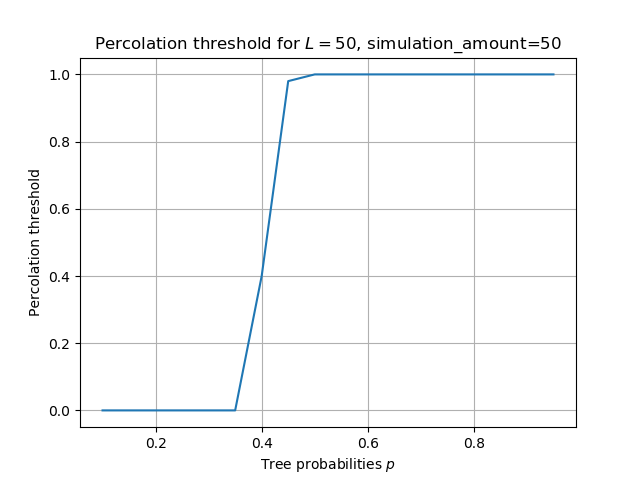 Percolation threshold for L = 50, simulation_amount=50
1.0
0.8
0.6
0.4
0.2
0.0
Percolation threshold
0.2 0.4 0.6 0.8
Tree probabilities p